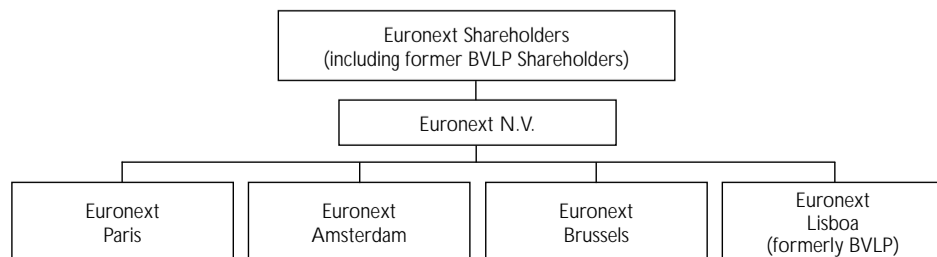 Euronext Shareholders
(including former BVLP Shareholders)
Euronext N.V.
Euronext
Paris
Euronext
Amsterdam
Euronext
Brussels
Euronext
Lisboa
(formerly BVLP)